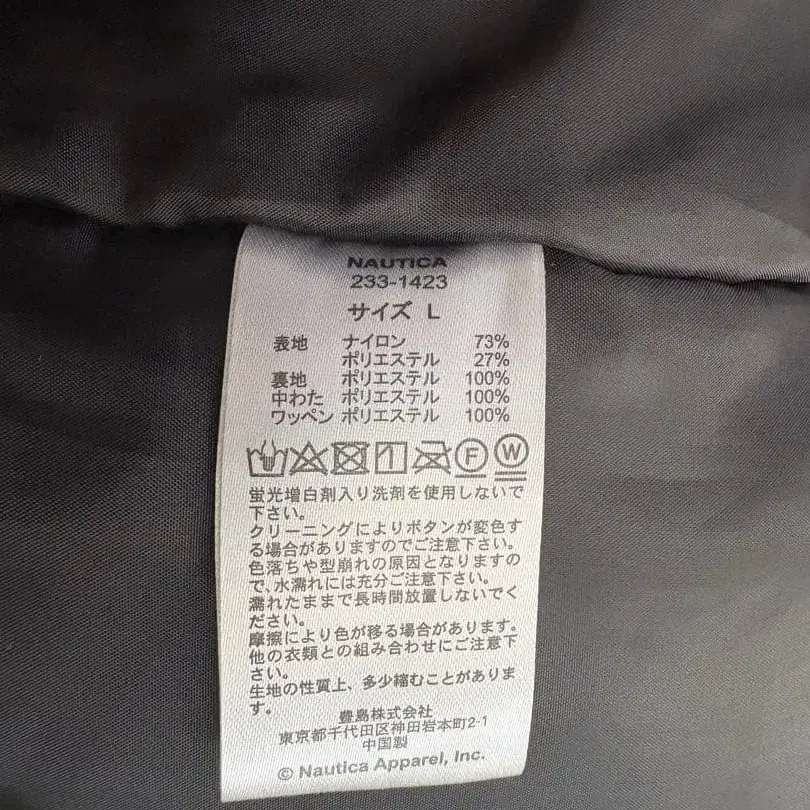 NAUTICA
233-1423
サイズ L
表地 ナイロン 73%
ポリエステル 27%
裏地 ポリエステル 100%
中わた ポリエステル 100%
ワッペン ポリエステル 100%
F W
蛍光増白剤入り洗剤を使用しないで
下さい。
クリーニングによりボタンが変色す
る場合がありますのでご注意下さい。
色落ちや型崩れの原因となりますの
で、水濡れには充分ご注意下さい。
濡れたままで長時間放置しないでく
ださい。
摩擦により色が移る場合があります。
他の衣類との組み合わせにご注意下
さい。
生地の性質上、多少縮むことがありま
す。
豊島株式会社
東京都千代田区神田岩本町2-1
中国製
© Nautica Apparel, Inc.